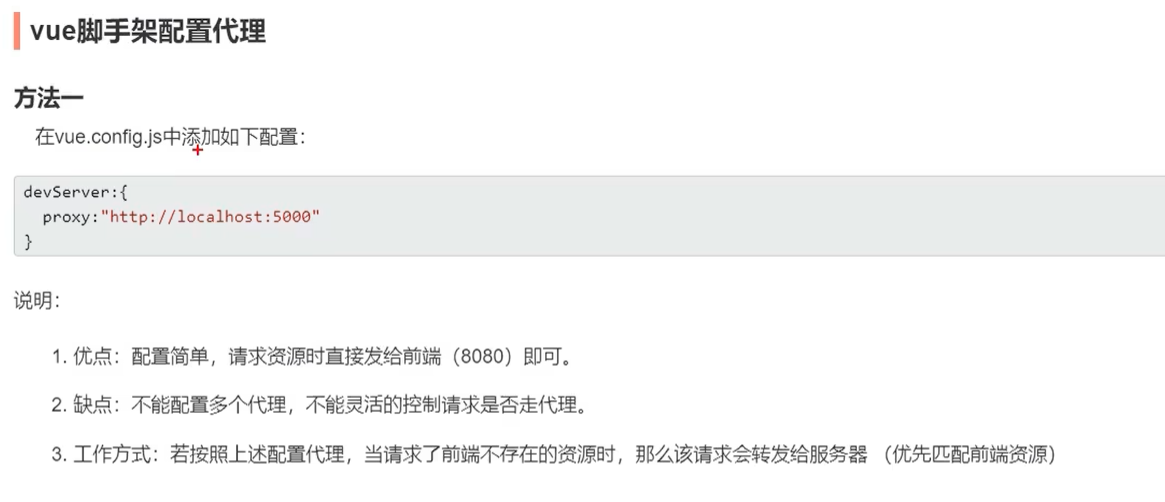 vue脚手架配置代理
方法一
在vue.config.js中添加如下配置：
devServer:{
  proxy:"http://localhost:5000"
}
说明：
1. 优点：配置简单，请求资源时直接发给前端（8080）即可。
2. 缺点：不能配置多个代理，不能灵活的控制请求是否走代理。
3. 工作方式：若按照上述配置代理，当请求了前端不存在的资源时，那么该请求会转发给服务器 （优先匹配前端资源）